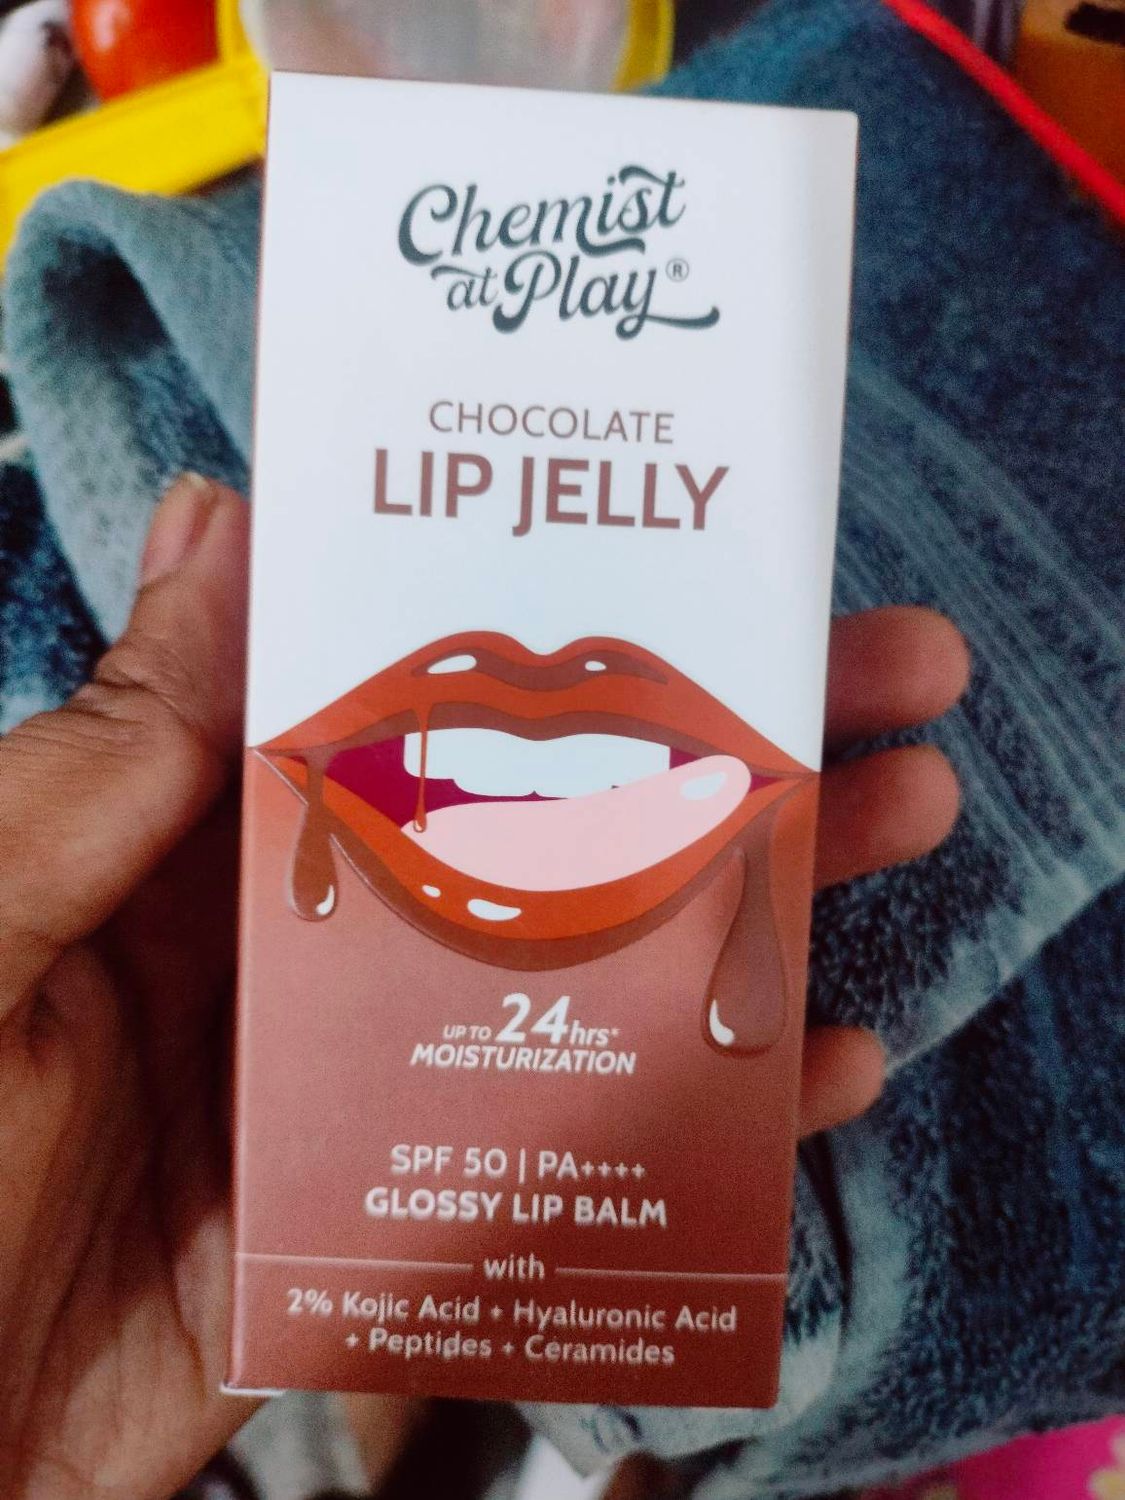 Chemist
at Play®
CHOCOLATE
LIP JELLY
UP TO 24hrs*
MOISTURIZATION
SPF 50 | PA++++
GLOSSY LIP BALM
with
2% Kojic Acid + Hyaluronic Acid
+ Peptides + Ceramides